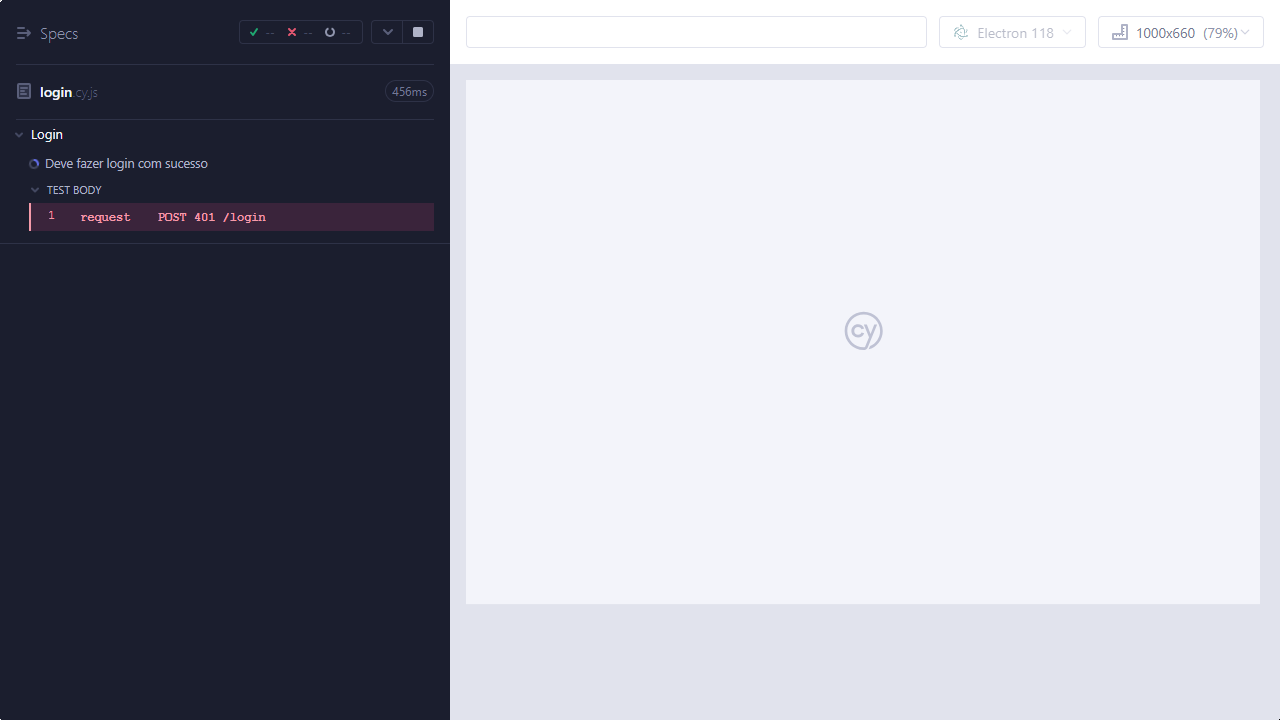 Specs
-- -- --
login.cy.js 456ms
Login
Deve fazer login com sucesso
TEST BODY
1 request POST 401 /login
Electron 118
1000x660 (79%)
cy